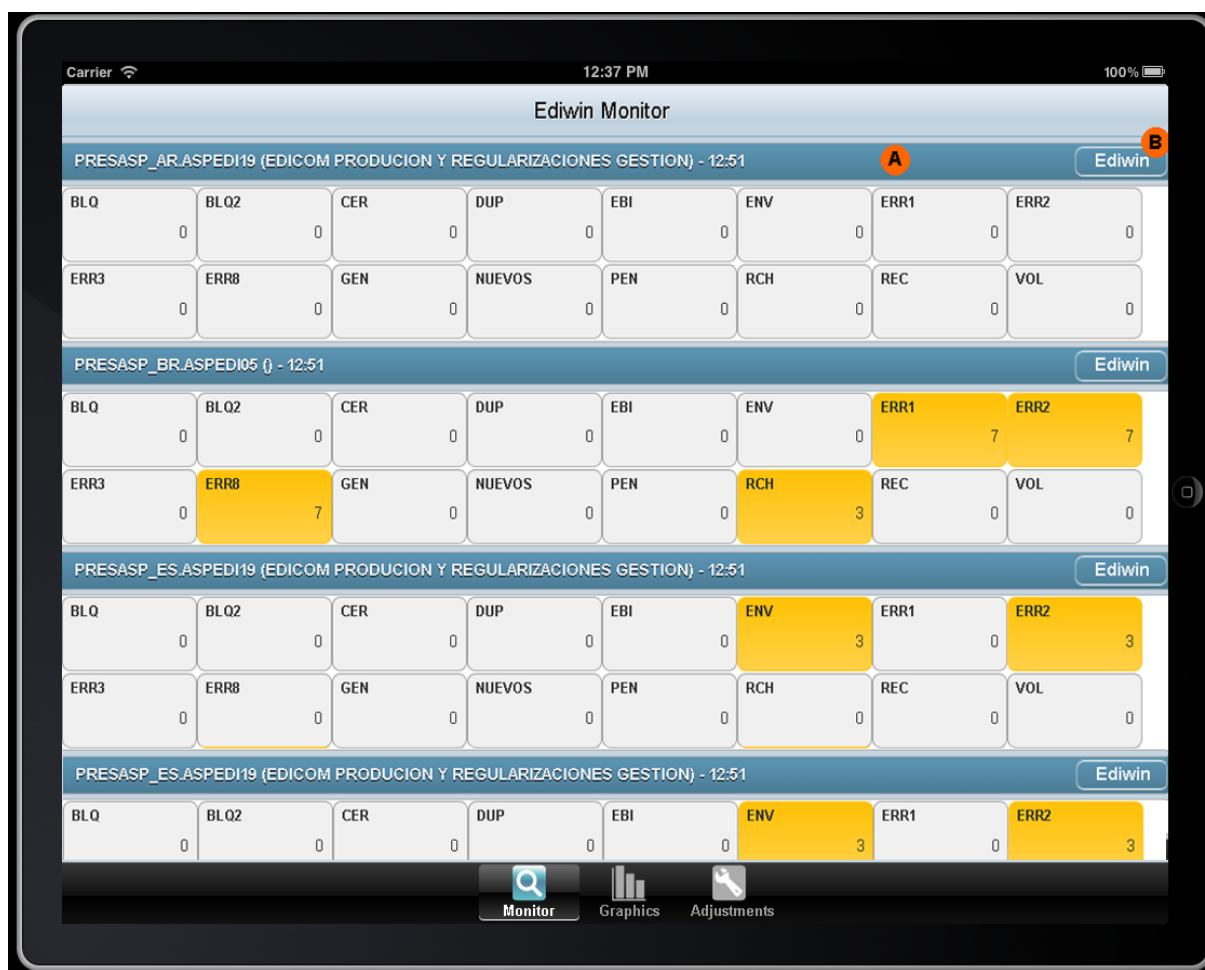 Carrier 12:37 PM 100%
Ediwin Monitor
B
PRESASP_AR.ASPEDI19 (EDICOM PRODUCION Y REGULARIZACIONES GESTION) - 12:51 A Ediwin
BLQ BLQ2 CER DUP EBI ENV ERR1 ERR2
0 0 0 0 0 0 0 0
ERR3 ERR8 GEN NUEVOS PEN RCH REC VOL
0 0 0 0 0 0 0 0
PRESASP_BR.ASPEDI05 () - 12:51 Ediwin
BLQ BLQ2 CER DUP EBI ENV ERR1 ERR2
0 0 0 0 0 0 7 7
ERR3 ERR8 GEN NUEVOS PEN RCH REC VOL
0 7 0 0 0 3 0 0
PRESASP_ES.ASPEDI19 (EDICOM PRODUCION Y REGULARIZACIONES GESTION) - 12:51 Ediwin
BLQ BLQ2 CER DUP EBI ENV ERR1 ERR2
0 0 0 0 0 3 0 3
ERR3 ERR8 GEN NUEVOS PEN RCH REC VOL
0 0 0 0 0 0 0 0
PRESASP_ES.ASPEDI19 (EDICOM PRODUCION Y REGULARIZACIONES GESTION) - 12:51 Ediwin
BLQ BLQ2 CER DUP EBI ENV ERR1 ERR2
0 0 0 0 0 3 0 3
Monitor Graphics Adjustments